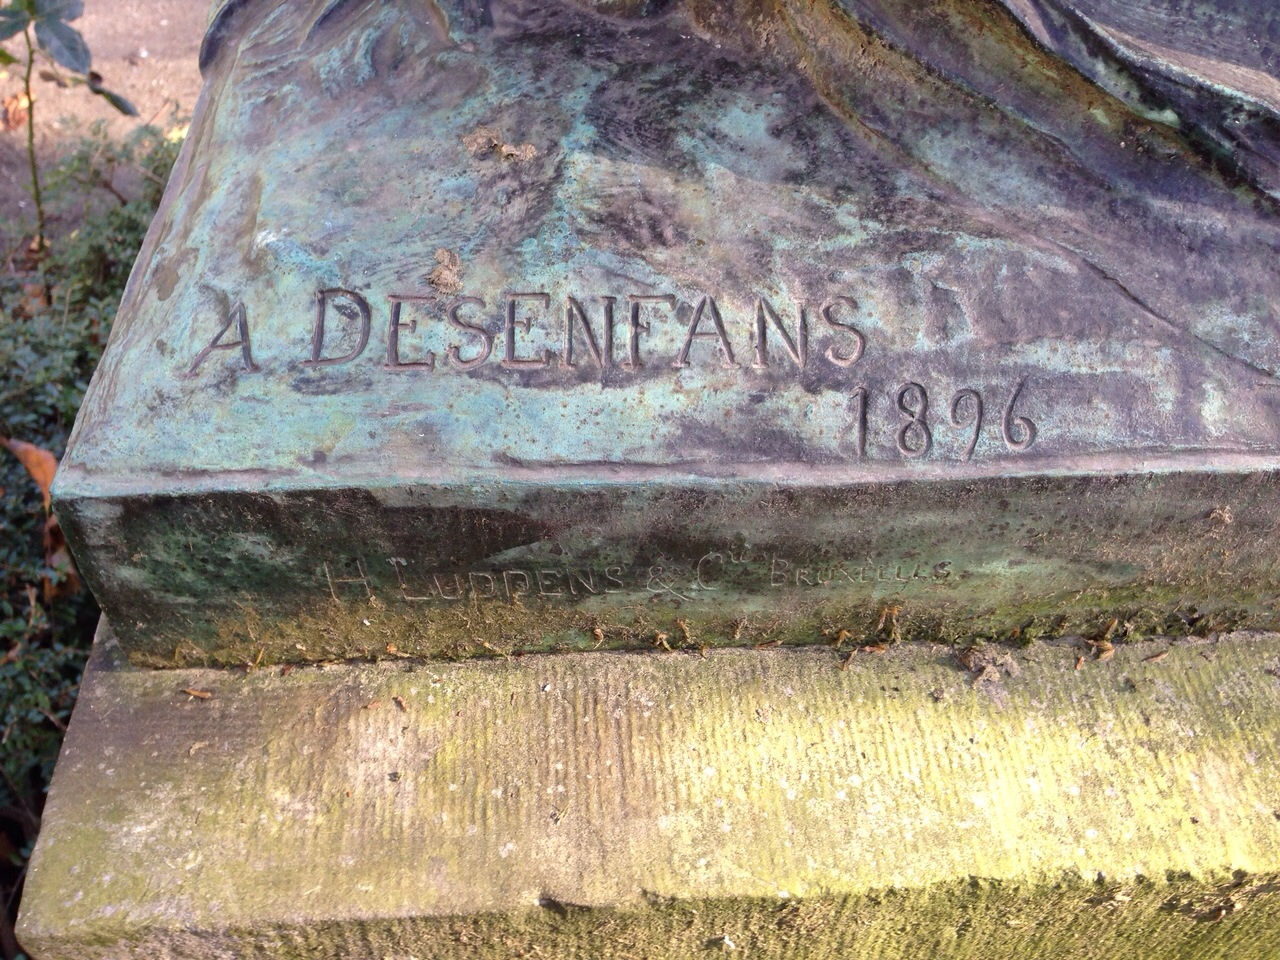 A DESENFANS
1896
H LUPPENS & Cie BRUXELLES